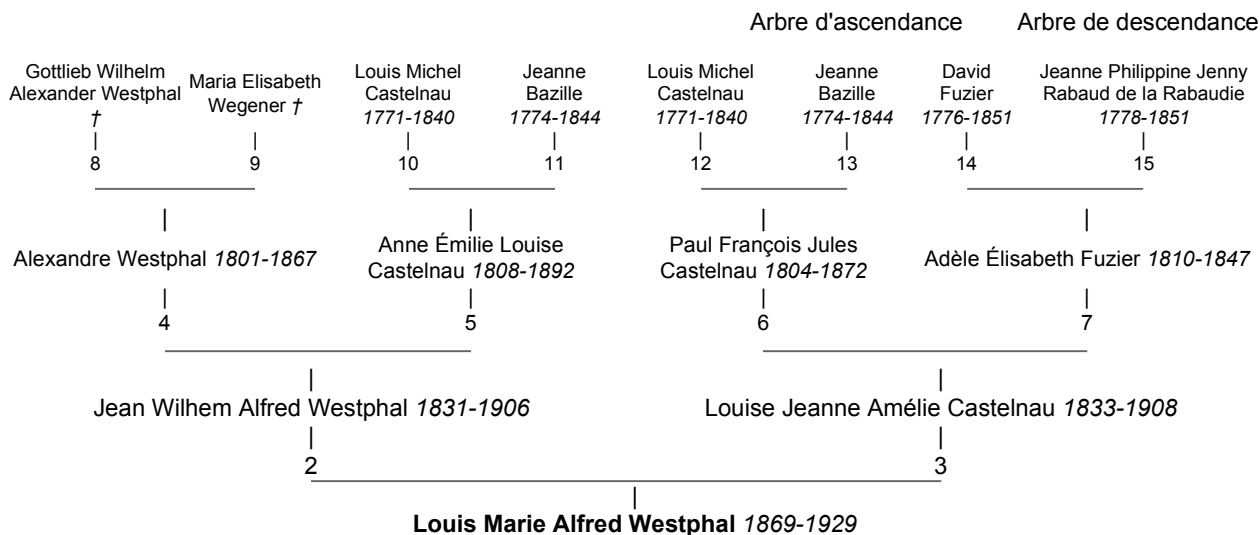 Arbre d'ascendance Arbre de descendance
Gottlieb Wilhelm
Alexander Westphal
†
8
Maria Elisabeth
Wegener †
9
Louis Michel
Castelnau
1771-1840
10
Jeanne
Bazille
1774-1844
11
Louis Michel
Castelnau
1771-1840
12
Jeanne
Bazille
1774-1844
13
David
Fuzier
1776-1851
14
Jeanne Philippine Jenny
Rabaud de la Rabaudie
1778-1851
15
Alexandre Westphal 1801-1867
4
Anne Émilie Louise
Castelnau 1808-1892
5
Paul François Jules
Castelnau 1804-1872
6
Adèle Élisabeth Fuzier 1810-1847
7
Jean Wilhem Alfred Westphal 1831-1906
2
Louise Jeanne Amélie Castelnau 1833-1908
3
Louis Marie Alfred Westphal 1869-1929